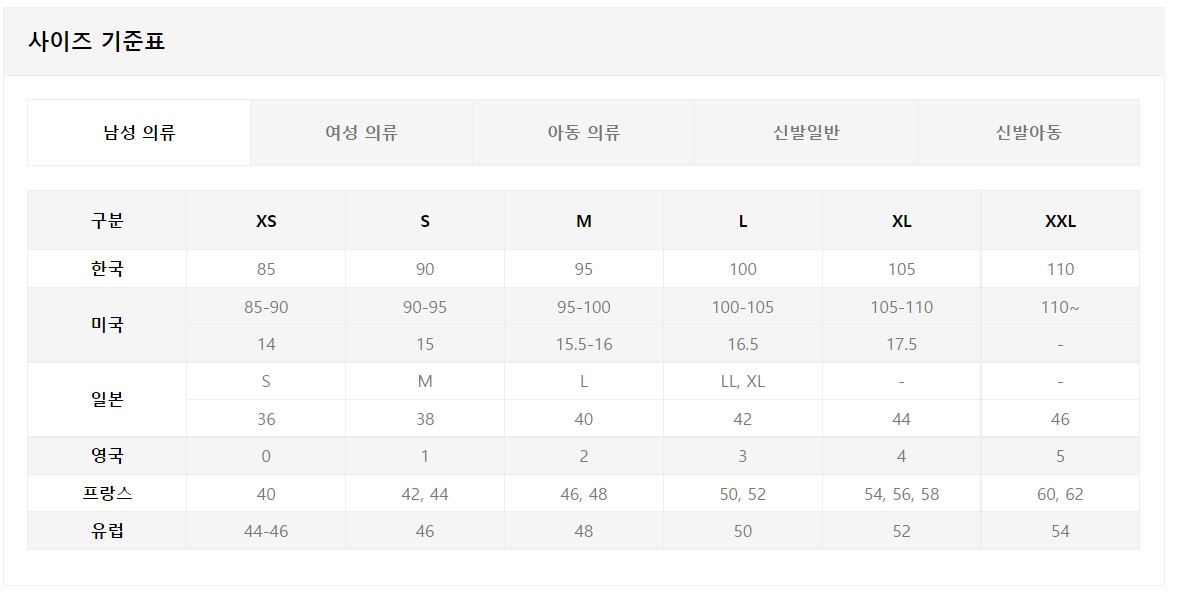 사이즈 기준표
남성 의류 여성 의류 아동 의류 신발일반 신발아동
구분 XS S M L XL XXL
한국 85 90 95 100 105 110
미국 85-90 90-95 95-100 100-105 105-110 110~
14 15 15.5-16 16.5 17.5 -
일본 S M L LL, XL - -
36 38 40 42 44 46
영국 0 1 2 3 4 5
프랑스 40 42, 44 46, 48 50, 52 54, 56, 58 60, 62
유럽 44-46 46 48 50 52 54